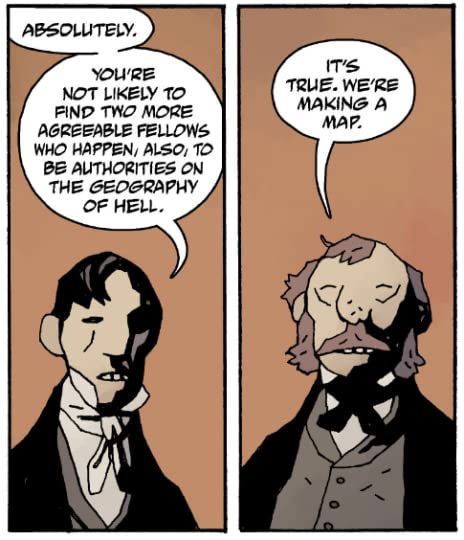 ABSOLUTELY.
YOU'RE
NOT LIKELY TO
FIND TWO MORE
AGREEABLE FELLOWS
WHO HAPPEN, ALSO, TO
BE AUTHORITIES ON
THE GEOGRAPHY
OF HELL.
IT'S
TRUE. WE'RE
MAKING A
MAP.